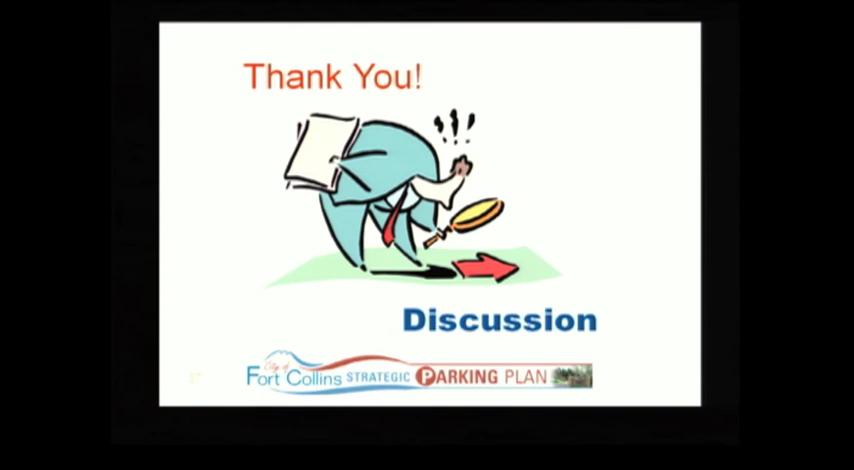 Thank You!
Discussion
City of
Fort Collins STRATEGIC PARKING PLAN